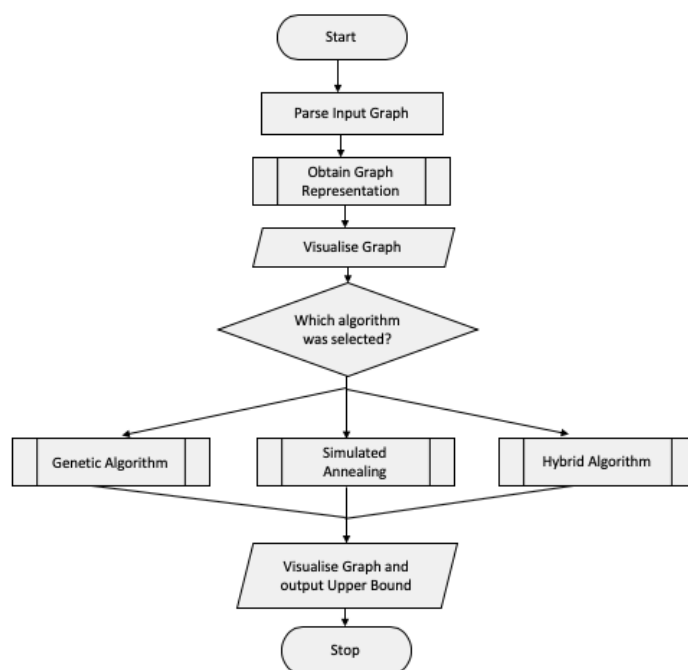 Start
Parse Input Graph
Obtain Graph
Representation
Visualise Graph
Which algorithm
was selected?
Genetic Algorithm
Simulated
Annealing
Hybrid Algorithm
Visualise Graph and
output Upper Bound
Stop